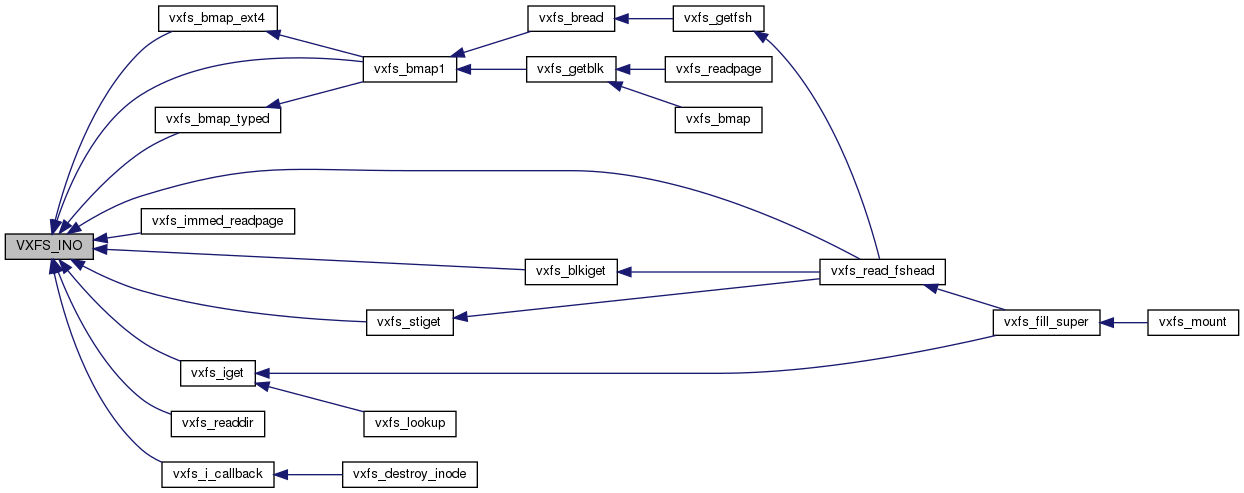 vxfs_bmap_ext4
vxfs_bread
vxfs_getfsh
vxfs_bmap1
vxfs_getblk
vxfs_readpage
vxfs_bmap_typed
vxfs_bmap
vxfs_immed_readpage
VXFS_INO
vxfs_blkiget
vxfs_read_fshead
vxfs_stiget
vxfs_fill_super
vxfs_mount
vxfs_iget
vxfs_readdir
vxfs_lookup
vxfs_i_callback
vxfs_destroy_inode